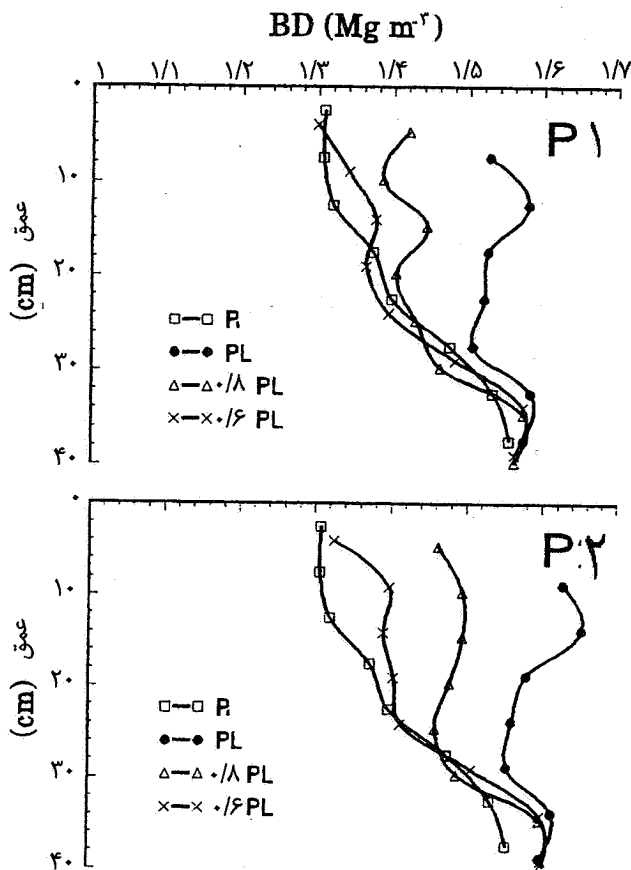 BD (Mg m⁻³)
۱ ۱/۱ ۱/۲ ۱/۳ ۱/۴ ۱/۵ ۱/۶ ۱/۷
۰
۱۰
۲۰
۳۰
۴۰
عمق (cm)
P۱
P.
PL
۰/۸ PL
۰/۶ PL
۰
۱۰
۲۰
۳۰
۴۰
عمق (cm)
P۲
P.
PL
۰/۸ PL
۰/۶ PL